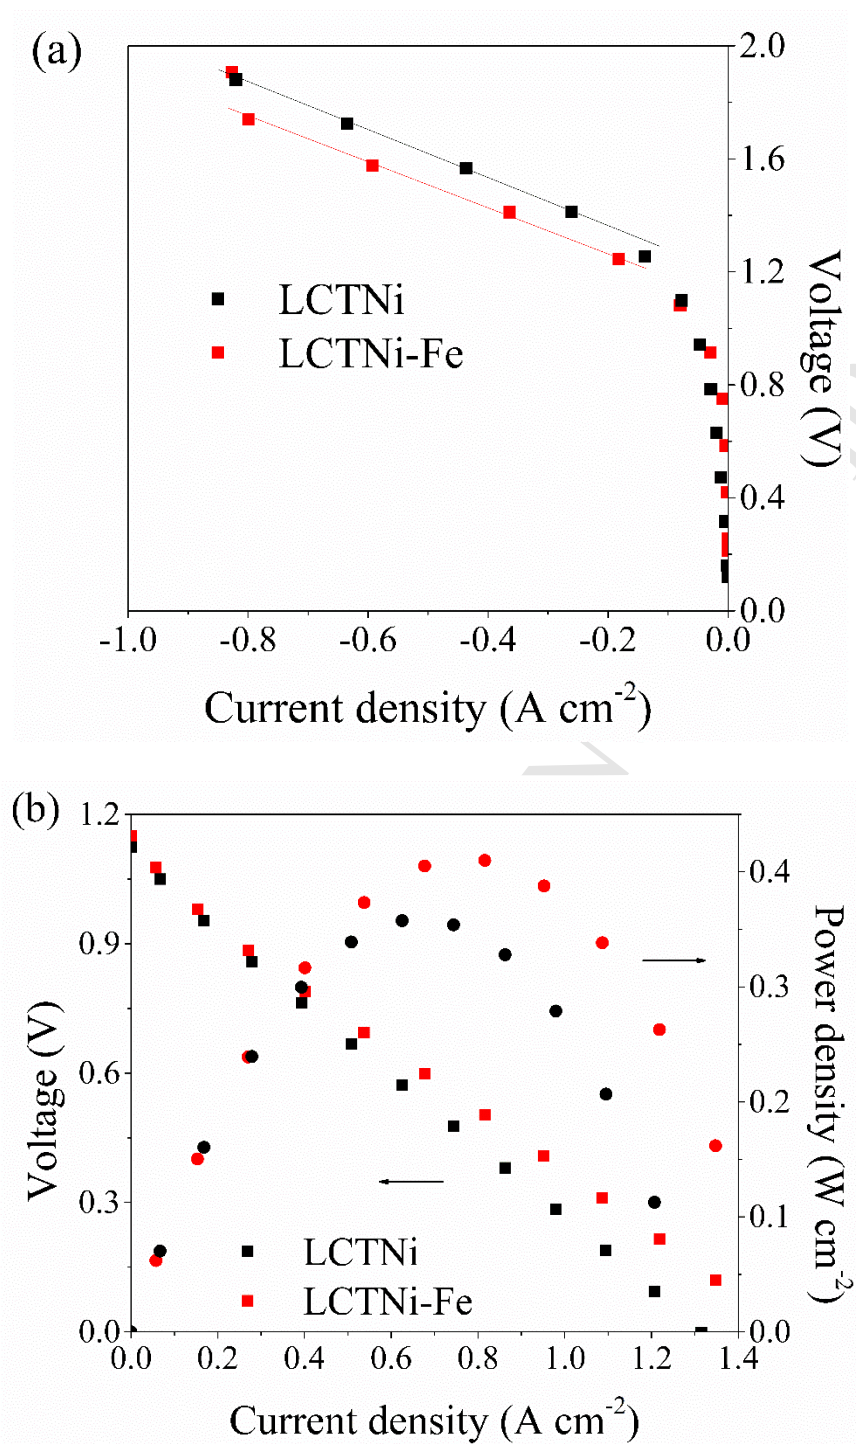 (a)
2.0
1.6
1.2
0.8
0.4
0.0
Voltage (V)
LCTNi
LCTNi-Fe
-1.0 -0.8 -0.6 -0.4 -0.2 0.0
Current density (A cm⁻²)
(b)
1.2
0.9
0.6
0.3
0.0
Voltage (V)
0.4
0.3
0.2
0.1
0.0
Power density (W cm⁻²)
LCTNi
LCTNi-Fe
0.0 0.2 0.4 0.6 0.8 1.0 1.2 1.4
Current density (A cm⁻²)